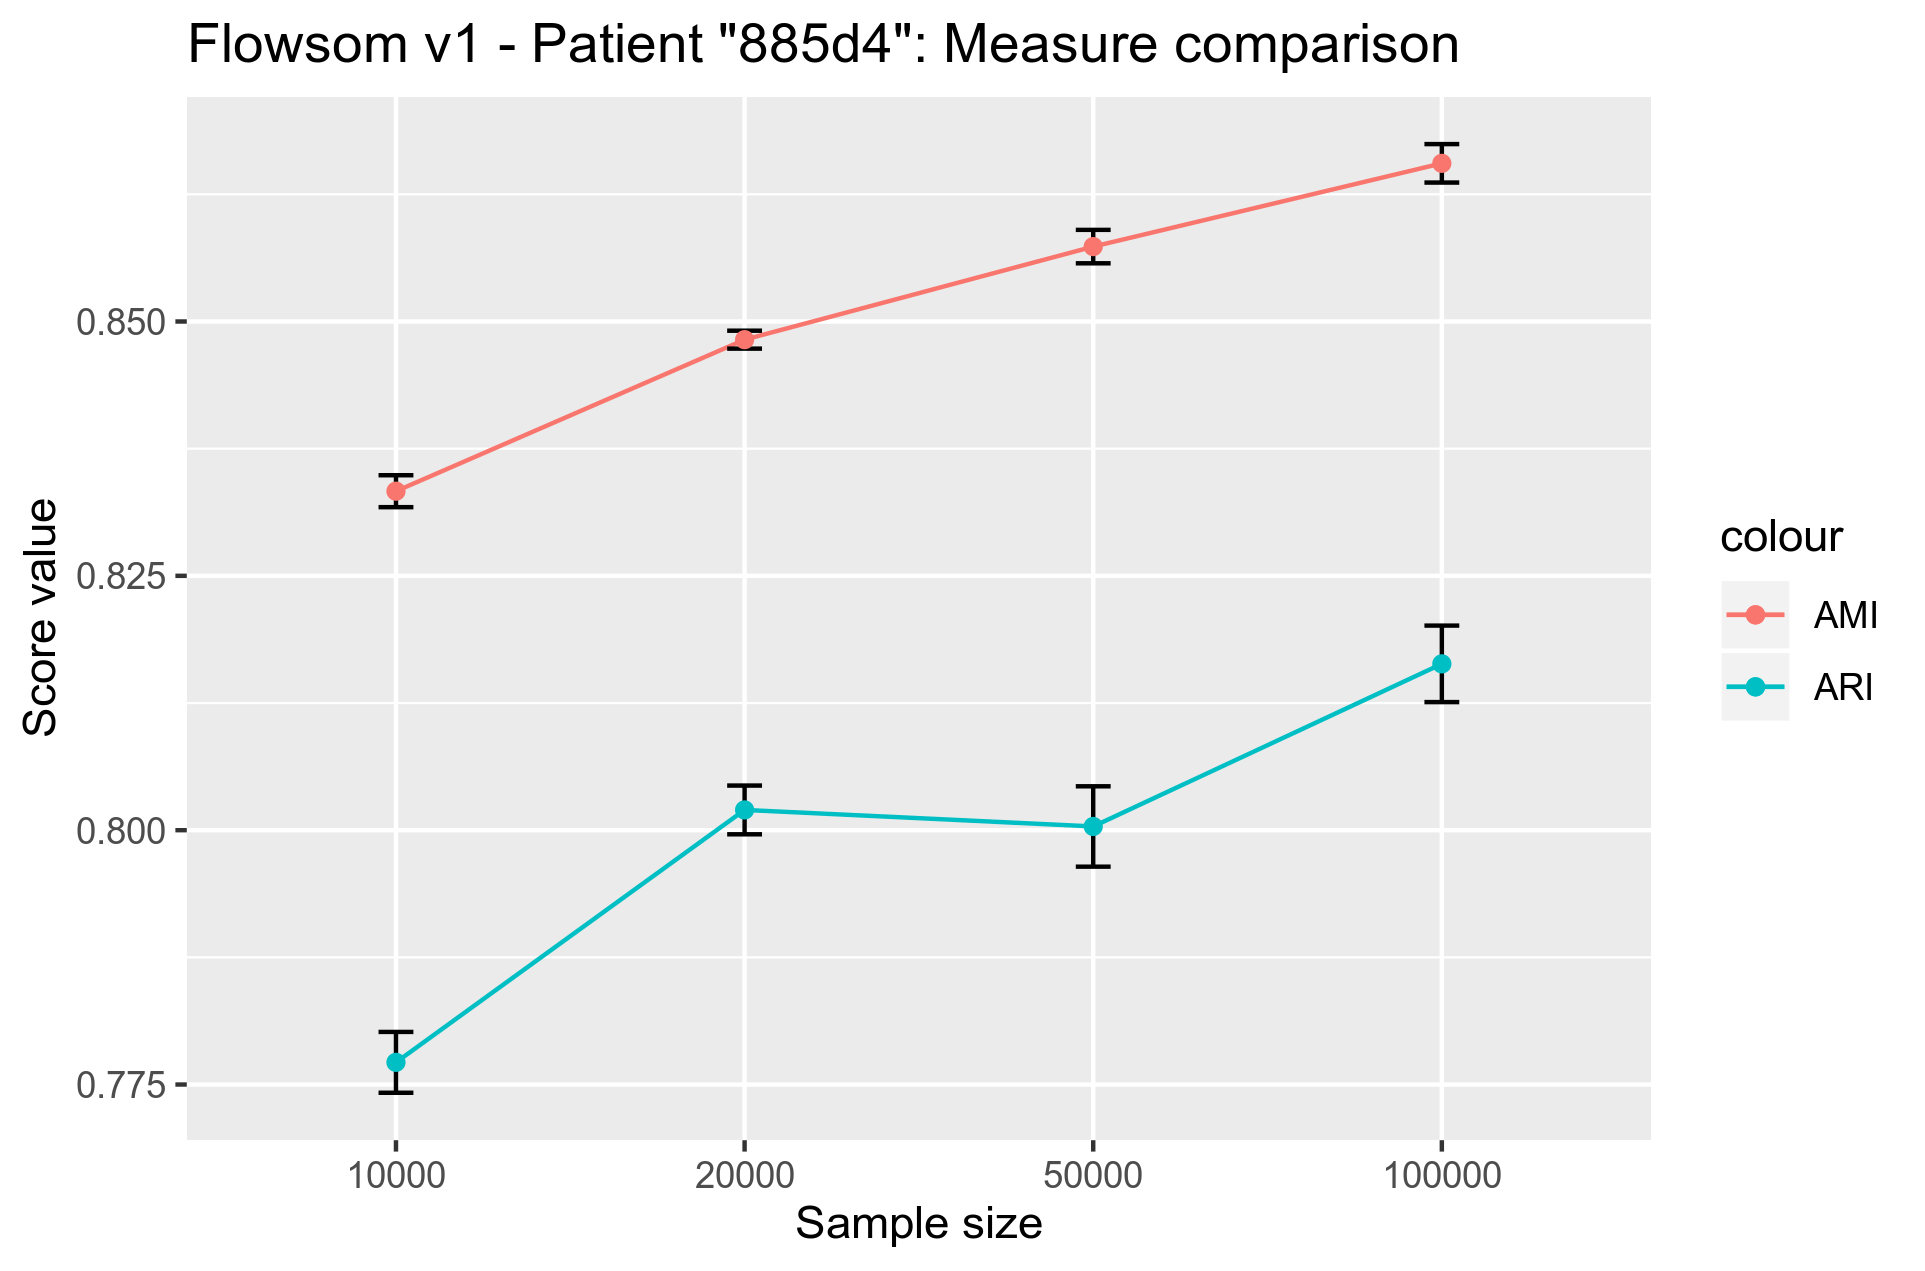 Flowsom v1 - Patient "885d4": Measure comparison
Score value
0.850
0.825
0.800
0.775
10000 20000 50000 100000
Sample size
colour
AMI
ARI